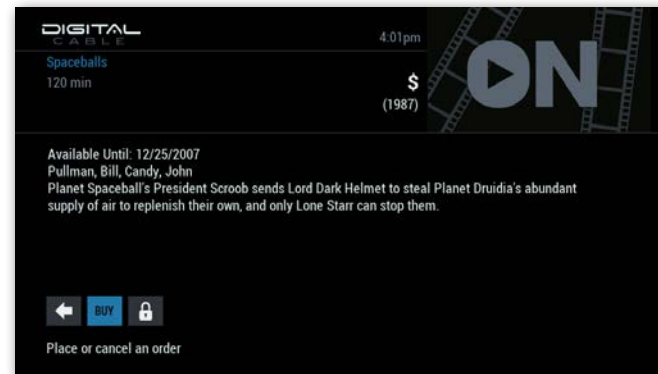 DIGITAL
CABLE
4:01pm
Spaceballs
120 min
$
(1987)
ON
Available Until: 12/25/2007
Pullman, Bill, Candy, John
Planet Spaceball's President Scroob sends Lord Dark Helmet to steal Planet Druidia's abundant
supply of air to replenish their own, and only Lone Starr can stop them.
BUY
Place or cancel an order